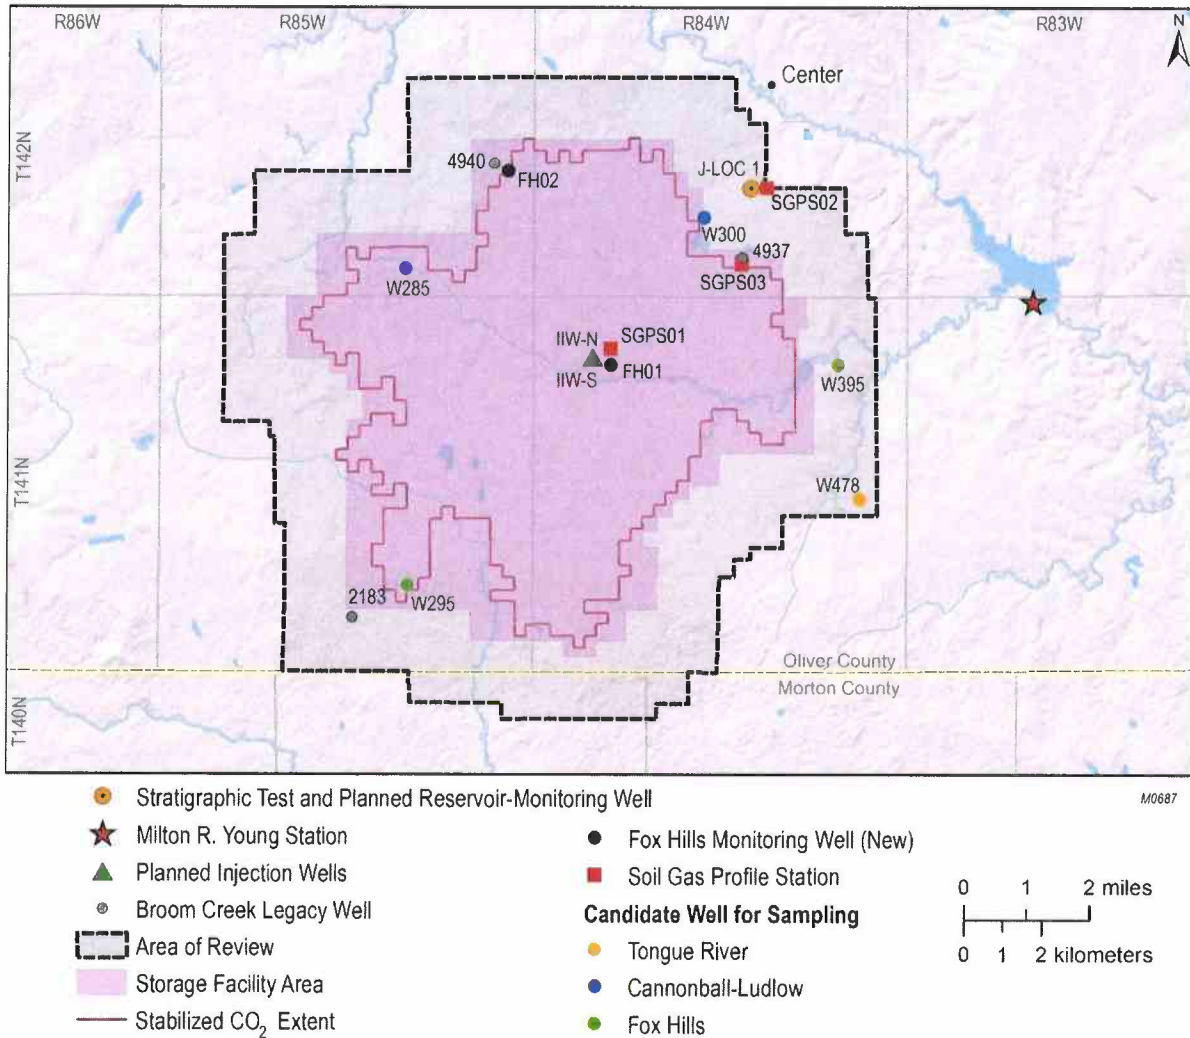 R86W
R85W
R84W
R83W
N
Center
T142N
4940
FH02
J-LOC 1
SGPS02
W300
4937
W285
SGPS03
IIW-N
SGPS01
IIW-S
FH01
W395
T141N
W478
2183
W295
Oliver County
Morton County
T140N
M0687
Stratigraphic Test and Planned Reservoir-Monitoring Well
Milton R. Young Station
Planned Injection Wells
Broom Creek Legacy Well
Area of Review
Storage Facility Area
Stabilized CO₂ Extent
Fox Hills Monitoring Well (New)
Soil Gas Profile Station
Candidate Well for Sampling
Tongue River
Cannonball-Ludlow
Fox Hills
0 1 2 miles
0 1 2 kilometers